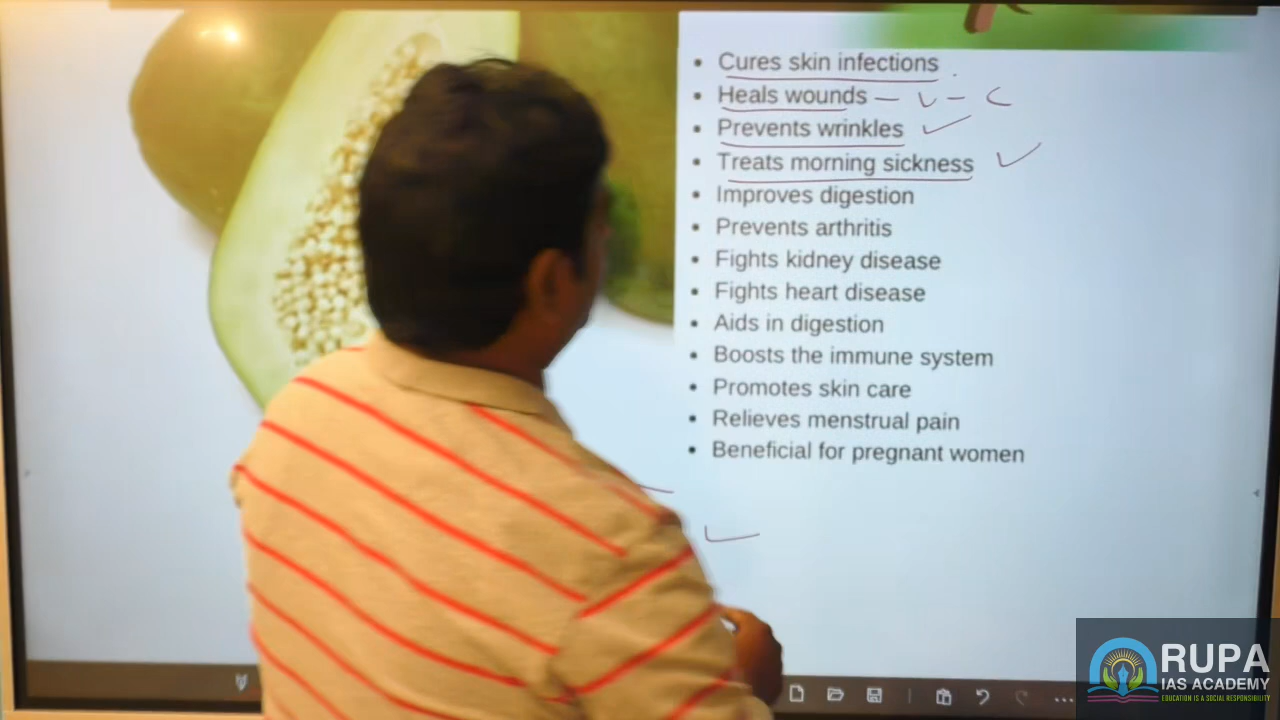 • Cures skin infections
• Heals wounds – V – C
• Prevents wrinkles
• Treats morning sickness
• Improves digestion
• Prevents arthritis
• Fights kidney disease
• Fights heart disease
• Aids in digestion
• Boosts the immune system
• Promotes skin care
• Relieves menstrual pain
• Beneficial for pregnant women
RUPA
IAS ACADEMY
EDUCATION IS A SOCIAL RESPONSIBILITY